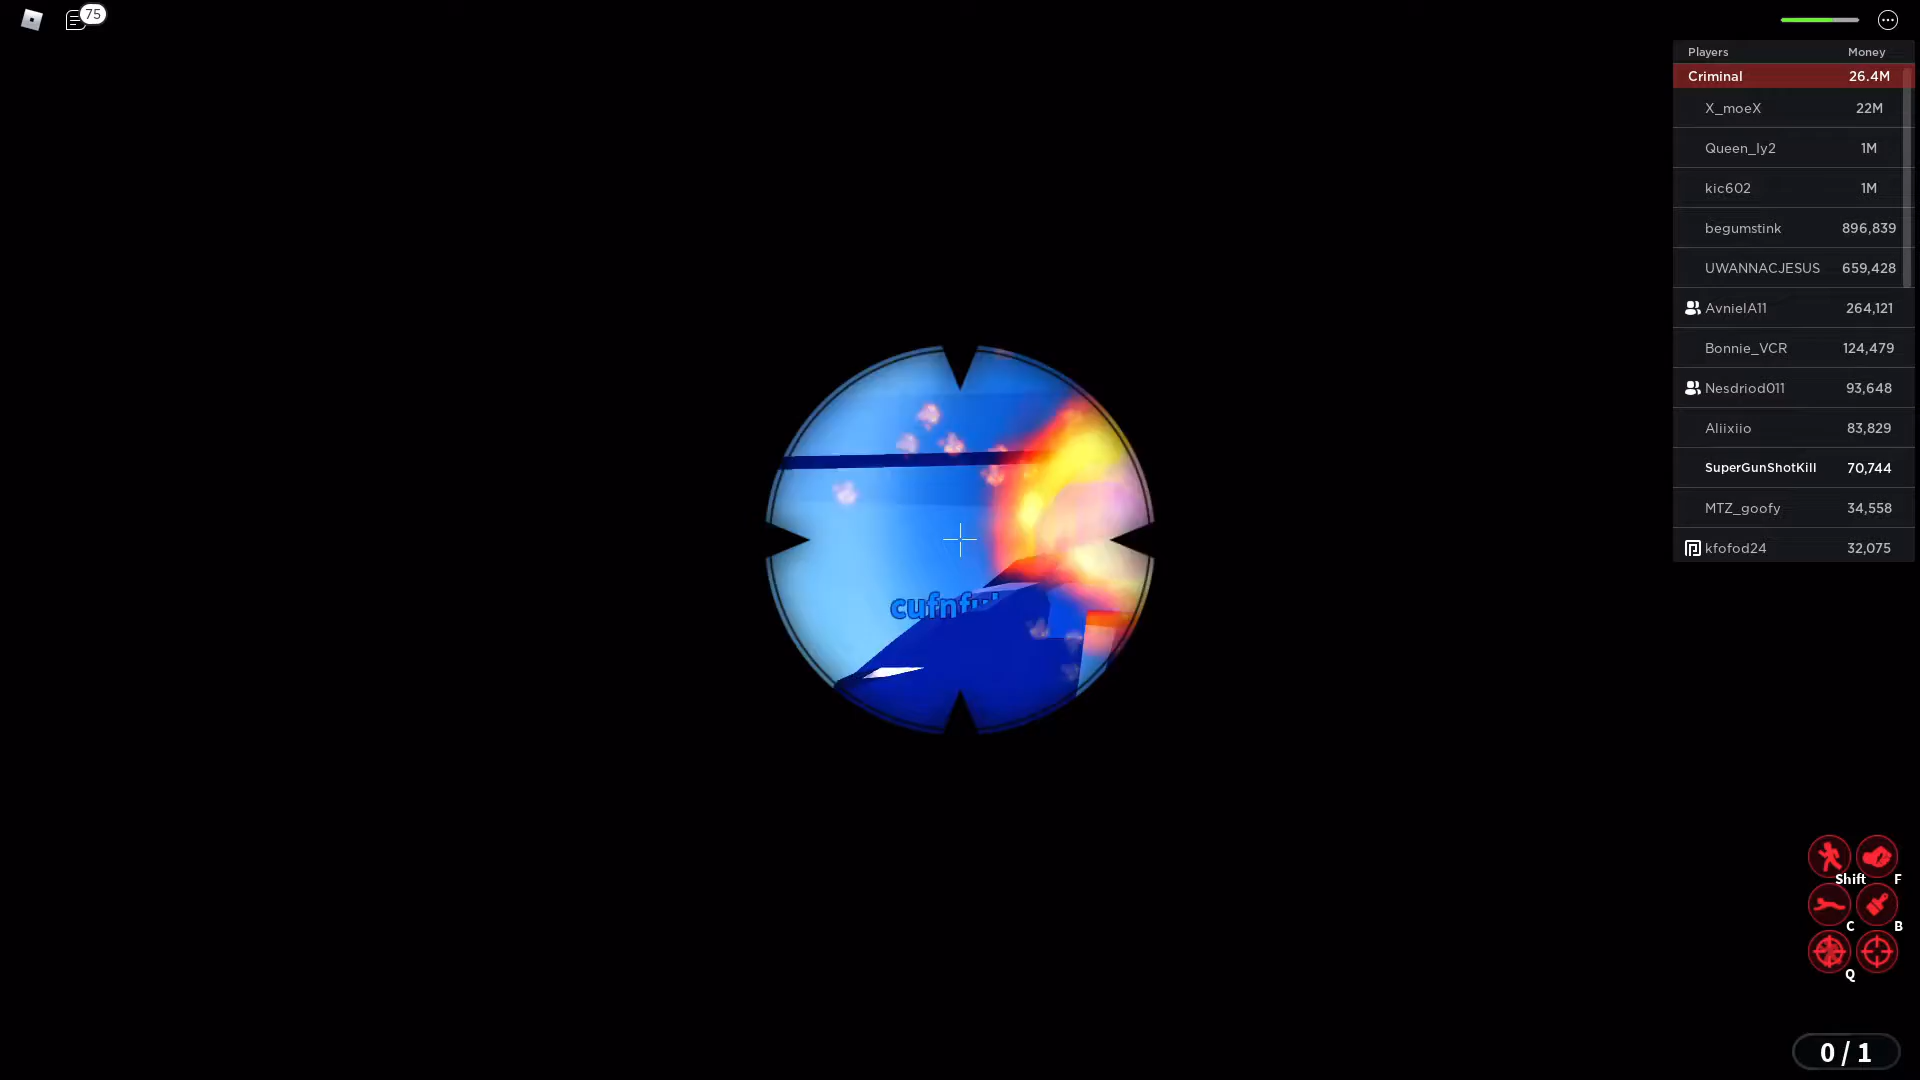 75
Players Money
Criminal 26.4M
X_moeX 22M
Queen_ly2 1M
kic602 1M
begumstink 896,839
UWANNACJESUS 659,428
AvnielA11 264,121
Bonnie_VCR 124,479
Nesdriod011 93,648
Aliixiio 83,829
SuperGunShotKill 70,744
MTZ_goofy 34,558
kfofod24 32,075
Shift F
C B
Q
0 / 1